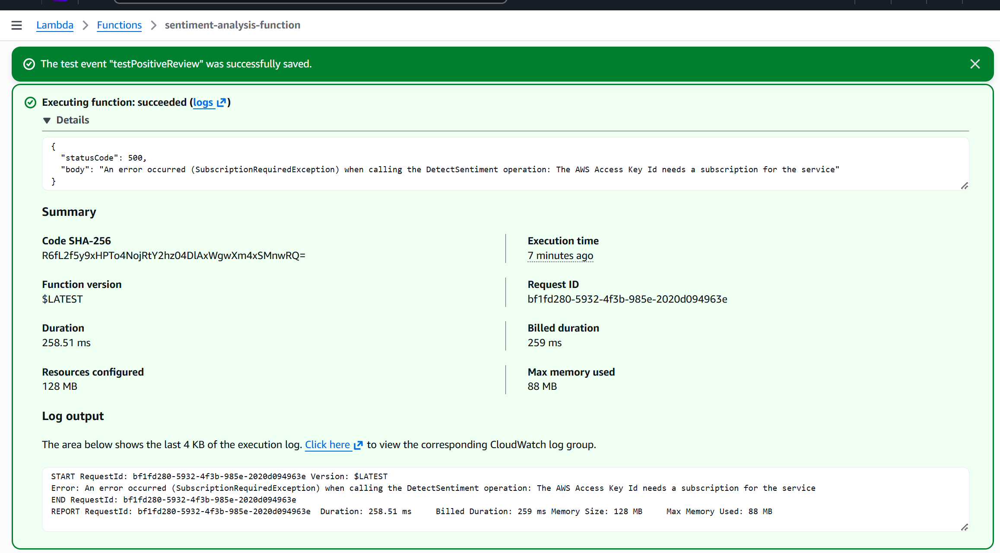 Lambda > Functions > sentiment-analysis-function
The test event "testPositiveReview" was successfully saved.
Executing function: succeeded (logs)
Details
{
  "statusCode": 500,
  "body": "An error occurred (SubscriptionRequiredException) when calling the DetectSentiment operation: The AWS Access Key Id needs a subscription for the service"
}
Summary
Code SHA-256
R6fL2f5y9xHPTo4NojRtY2hz04DlAxWgwXm4xSMnwRQ=
Execution time
7 minutes ago
Function version
$LATEST
Request ID
bf1fd280-5932-4f3b-985e-2020d094963e
Duration
258.51 ms
Billed duration
259 ms
Resources configured
128 MB
Max memory used
88 MB
Log output
The area below shows the last 4 KB of the execution log. Click here to view the corresponding CloudWatch log group.
START RequestId: bf1fd280-5932-4f3b-985e-2020d094963e Version: $LATEST
Error: An error occurred (SubscriptionRequiredException) when calling the DetectSentiment operation: The AWS Access Key Id needs a subscription for the service
END RequestId: bf1fd280-5932-4f3b-985e-2020d094963e
REPORT RequestId: bf1fd280-5932-4f3b-985e-2020d094963e  Duration: 258.51 ms     Billed Duration: 259 ms Memory Size: 128 MB     Max Memory Used: 88 MB